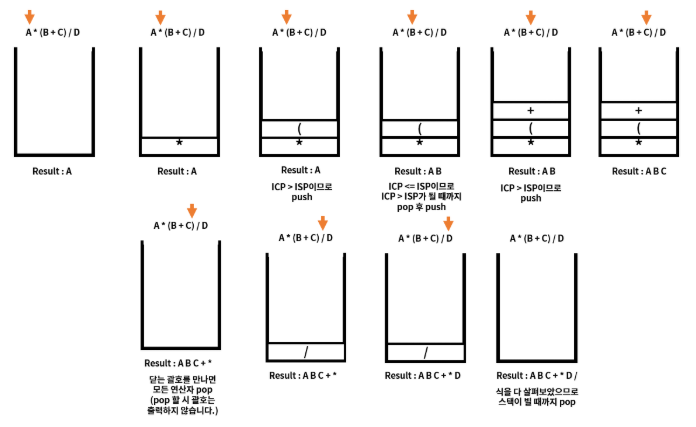 A * (B + C) / D
A * (B + C) / D
A * (B + C) / D
A * (B + C) / D
A * (B + C) / D
A * (B + C) / D
*
(
*
(
*
+
(
*
+
(
*
Result : A
Result : A
Result : A
ICP > ISP이므로
push
Result : A B
ICP <= ISP이므로
ICP > ISP가 될 때까지
pop 후 push
Result : A B
ICP > ISP이므로
push
Result : A B C
A * (B + C) / D
A * (B + C) / D
A * (B + C) / D
A * (B + C) / D
/
/
Result : A B C + *
닫는 괄호를 만나면
모든 연산자 pop
(pop 할 시 괄호는
출력하지 않습니다.)
Result : A B C + *
Result : A B C + * D
Result : A B C + * D /
식을 다 살펴보았으므로
스택이 빌 때까지 pop